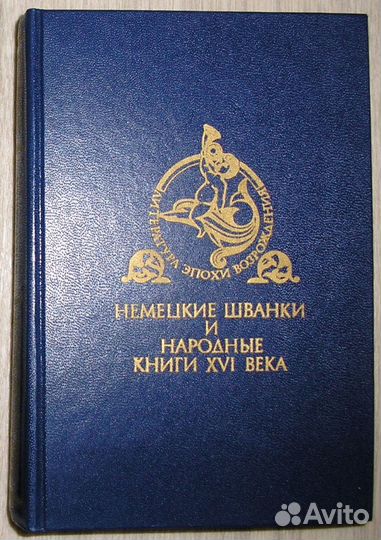 ЛИТЕРАТУРА ЭПОХИ ВОЗРОЖДЕНИЯ
НЕМЕЦКИЕ ШВАНКИ
И
НАРОДНЫЕ
КНИГИ XVI ВЕКА
Avito